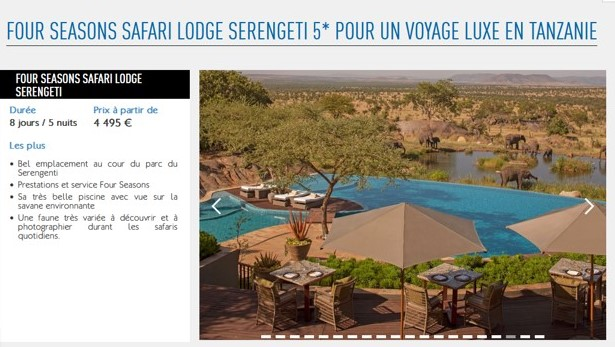 FOUR SEASONS SAFARI LODGE SERENGETI 5* POUR UN VOYAGE LUXE EN TANZANIE
FOUR SEASONS SAFARI LODGE
SERENGETI
Durée Prix à partir de
8 jours / 5 nuits 4 495 €
Les plus
• Bel emplacement au cour du parc du
Serengenti
• Prestations et service Four Seasons
• Sa très belle piscine avec vue sur la
savane environnante
• Une faune très variée à découvrir et à
photographier durant les safaris
quotidiens.